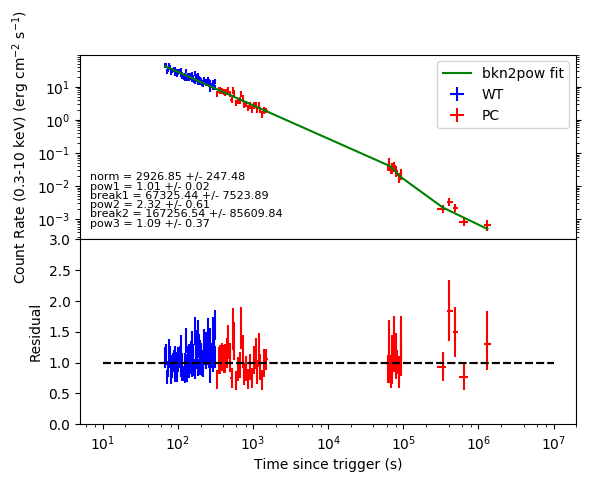 Count Rate (0.3-10 keV) (erg cm⁻² s⁻¹)
10¹
10⁰
10⁻¹
10⁻²
10⁻³
bkn2pow fit
WT
PC
norm = 2926.85 +/- 247.48
pow1 = 1.01 +/- 0.02
break1 = 67325.44 +/- 7523.89
pow2 = 2.32 +/- 0.61
break2 = 167256.54 +/- 85609.84
pow3 = 1.09 +/- 0.37
Residual
3.0
2.5
2.0
1.5
1.0
0.5
0.0
10¹ 10² 10³ 10⁴ 10⁵ 10⁶ 10⁷
Time since trigger (s)